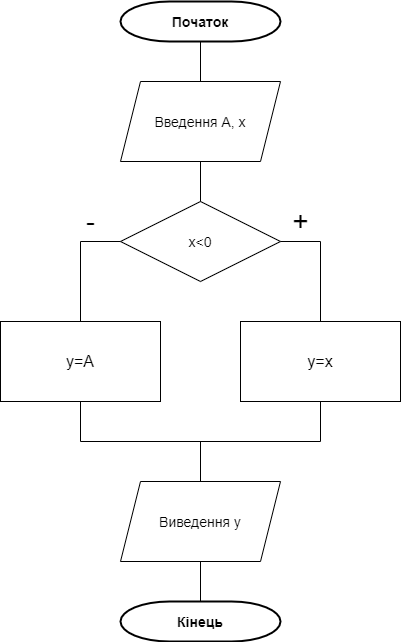 Початок
Введення А, x
x<0
-
+
y=A
y=x
Виведення y
Кінець